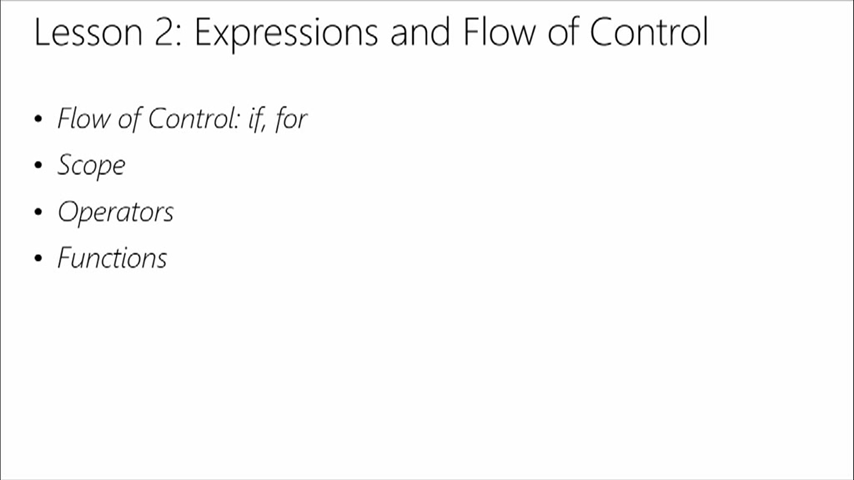 Lesson 2: Expressions and Flow of Control
• Flow of Control: if, for
• Scope
• Operators
• Functions